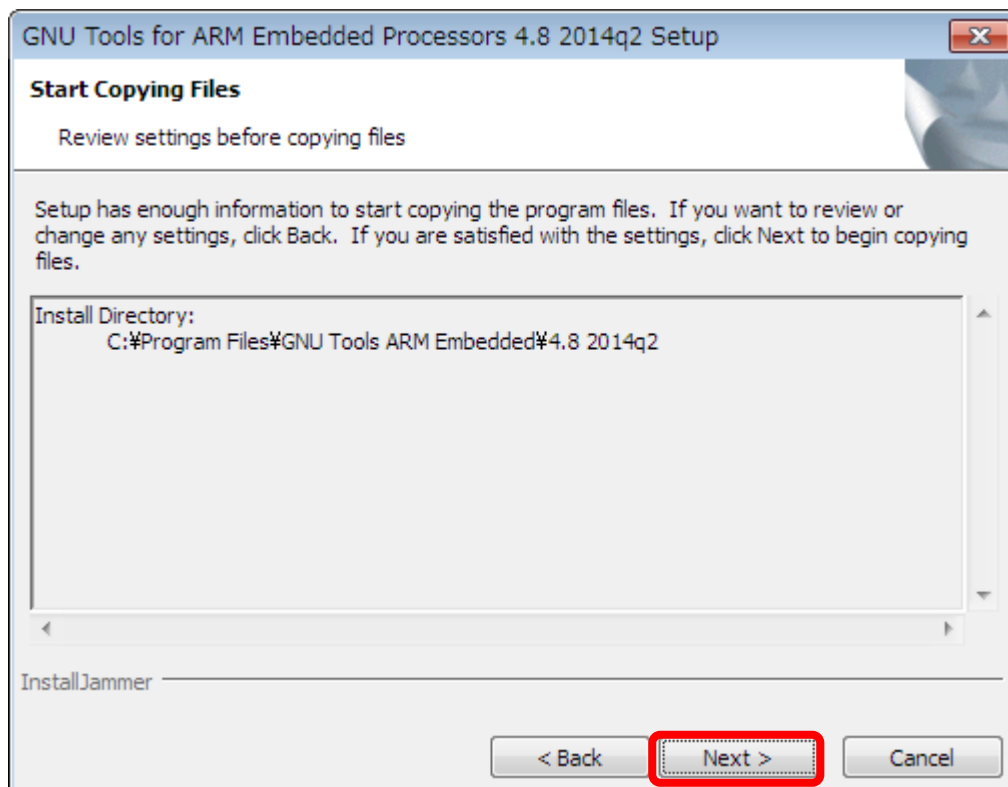 GNU Tools for ARM Embedded Processors 4.8 2014q2 Setup
Start Copying Files
Review settings before copying files
Setup has enough information to start copying the program files.  If you want to review or
change any settings, click Back.  If you are satisfied with the settings, click Next to begin copying
files.
Install Directory:
C:¥Program Files¥GNU Tools ARM Embedded¥4.8 2014q2
InstallJammer
< Back
Next >
Cancel